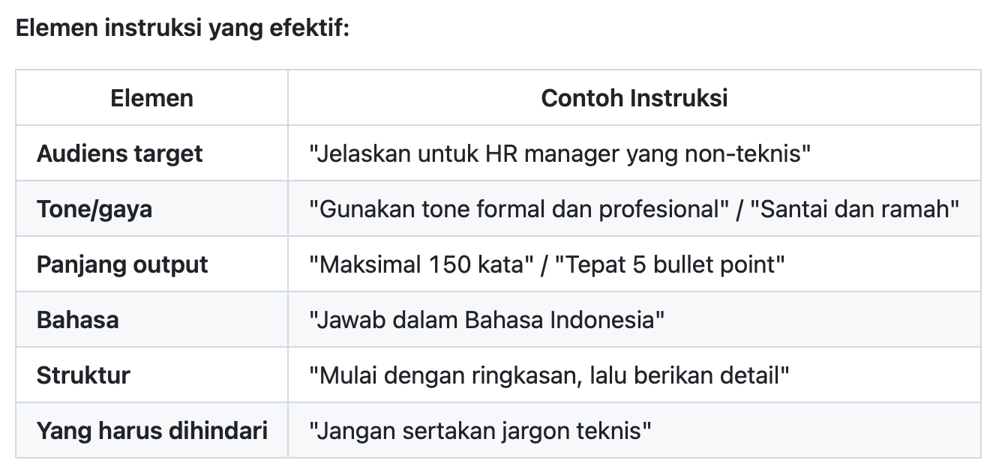 Elemen instruksi yang efektif:
Elemen
Contoh Instruksi
Audiens target
"Jelaskan untuk HR manager yang non-teknis"
Tone/gaya
"Gunakan tone formal dan profesional" / "Santai dan ramah"
Panjang output
"Maksimal 150 kata" / "Tepat 5 bullet point"
Bahasa
"Jawab dalam Bahasa Indonesia"
Struktur
"Mulai dengan ringkasan, lalu berikan detail"
Yang harus dihindari
"Jangan sertakan jargon teknis"